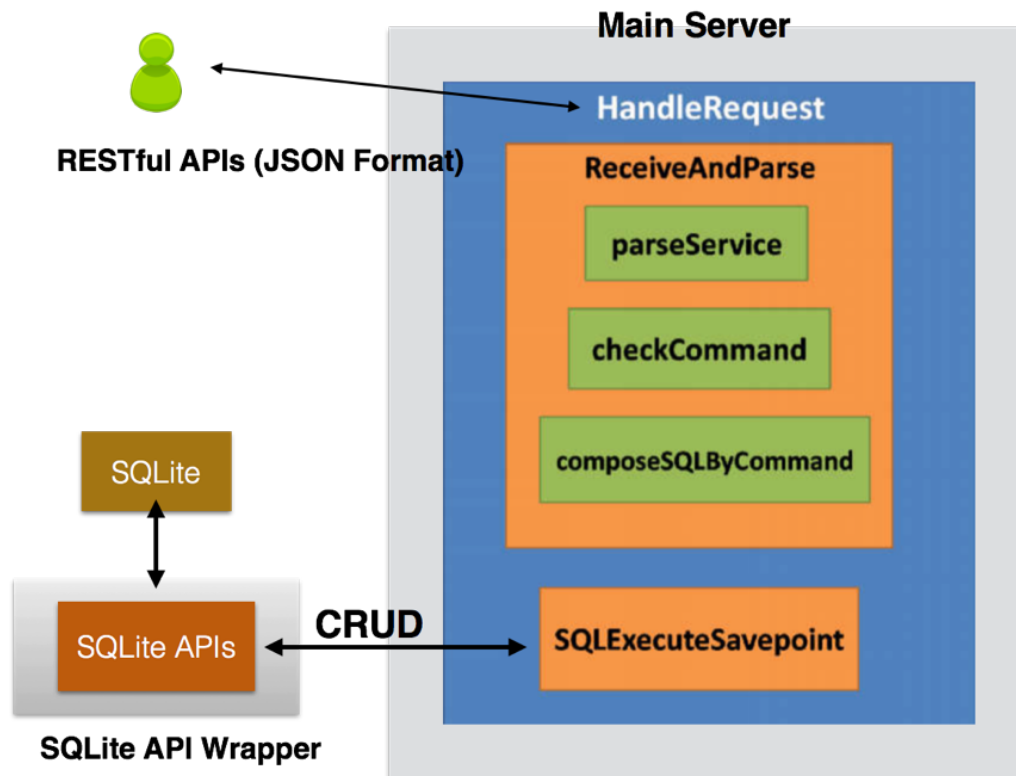 Main Server
HandleRequest
RESTful APIs (JSON Format)
ReceiveAndParse
parseService
checkCommand
composeSQLByCommand
SQLite
SQLite APIs
CRUD
SQLExecuteSavepoint
SQLite API Wrapper